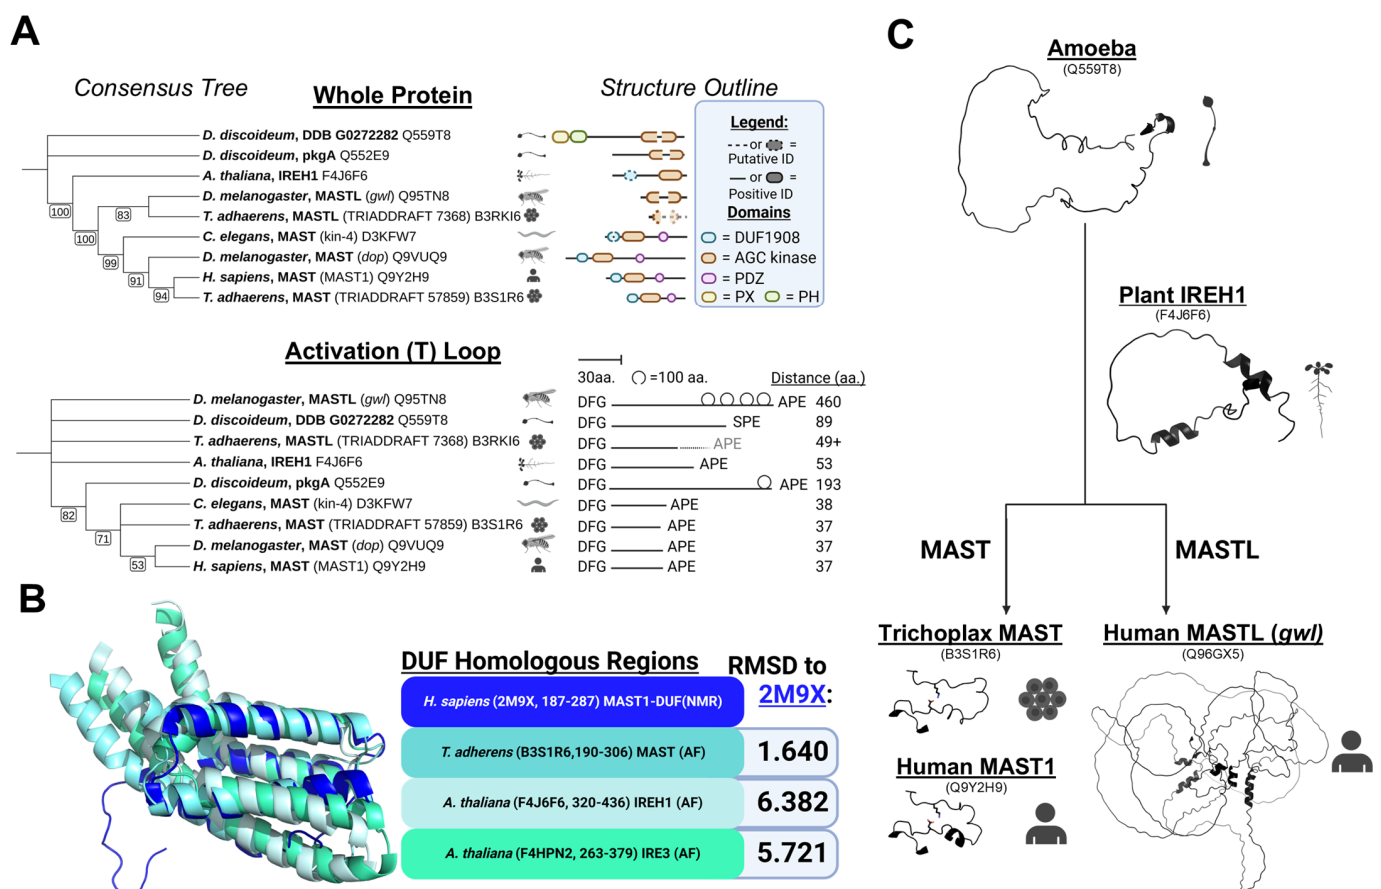 A
Consensus Tree
Whole Protein
Structure Outline
D. discoideum, DDB G0272282 Q559T8
D. discoideum, pkgA Q552E9
A. thaliana, IREH1 F4J6F6
D. melanogaster, MASTL (gwl) Q95TN8
T. adhaerens, MASTL (TRIADDRAFT 7368) B3RKI6
C. elegans, MAST (kin-4) D3KFW7
D. melanogaster, MAST (dop) Q9VUQ9
H. sapiens, MAST (MAST1) Q9Y2H9
T. adhaerens, MAST (TRIADDRAFT 57859) B3S1R6
100
83
100
99
91
94
Legend:
or =
Putative ID
or =
Positive ID
Domains
= DUF1908
= AGC kinase
= PDZ
= PX = PH
Activation (T) Loop
30aa. =100 aa. Distance (aa.)
D. melanogaster, MASTL (gwl) Q95TN8 DFG APE 460
D. discoideum, DDB G0272282 Q559T8 DFG SPE 89
T. adhaerens, MASTL (TRIADDRAFT 7368) B3RKI6 DFG APE 49+
A. thaliana, IREH1 F4J6F6 DFG APE 53
D. discoideum, pkgA Q552E9 DFG APE 193
C. elegans, MAST (kin-4) D3KFW7 DFG APE 38
T. adhaerens, MAST (TRIADDRAFT 57859) B3S1R6 DFG APE 37
D. melanogaster, MAST (dop) Q9VUQ9 DFG APE 37
H. sapiens, MAST (MAST1) Q9Y2H9 DFG APE 37
82
71
53
B
DUF Homologous Regions
RMSD to
2M9X:
H. sapiens (2M9X, 187-287) MAST1-DUF(NMR)
T. adherens (B3S1R6,190-306) MAST (AF) 1.640
A. thaliana (F4J6F6, 320-436) IREH1 (AF) 6.382
A. thaliana (F4HPN2, 263-379) IRE3 (AF) 5.721
C
Amoeba
(Q559T8)
Plant IREH1
(F4J6F6)
MAST
MASTL
Trichoplax MAST
(B3S1R6)
Human MASTL (gwl)
(Q96GX5)
Human MAST1
(Q9Y2H9)